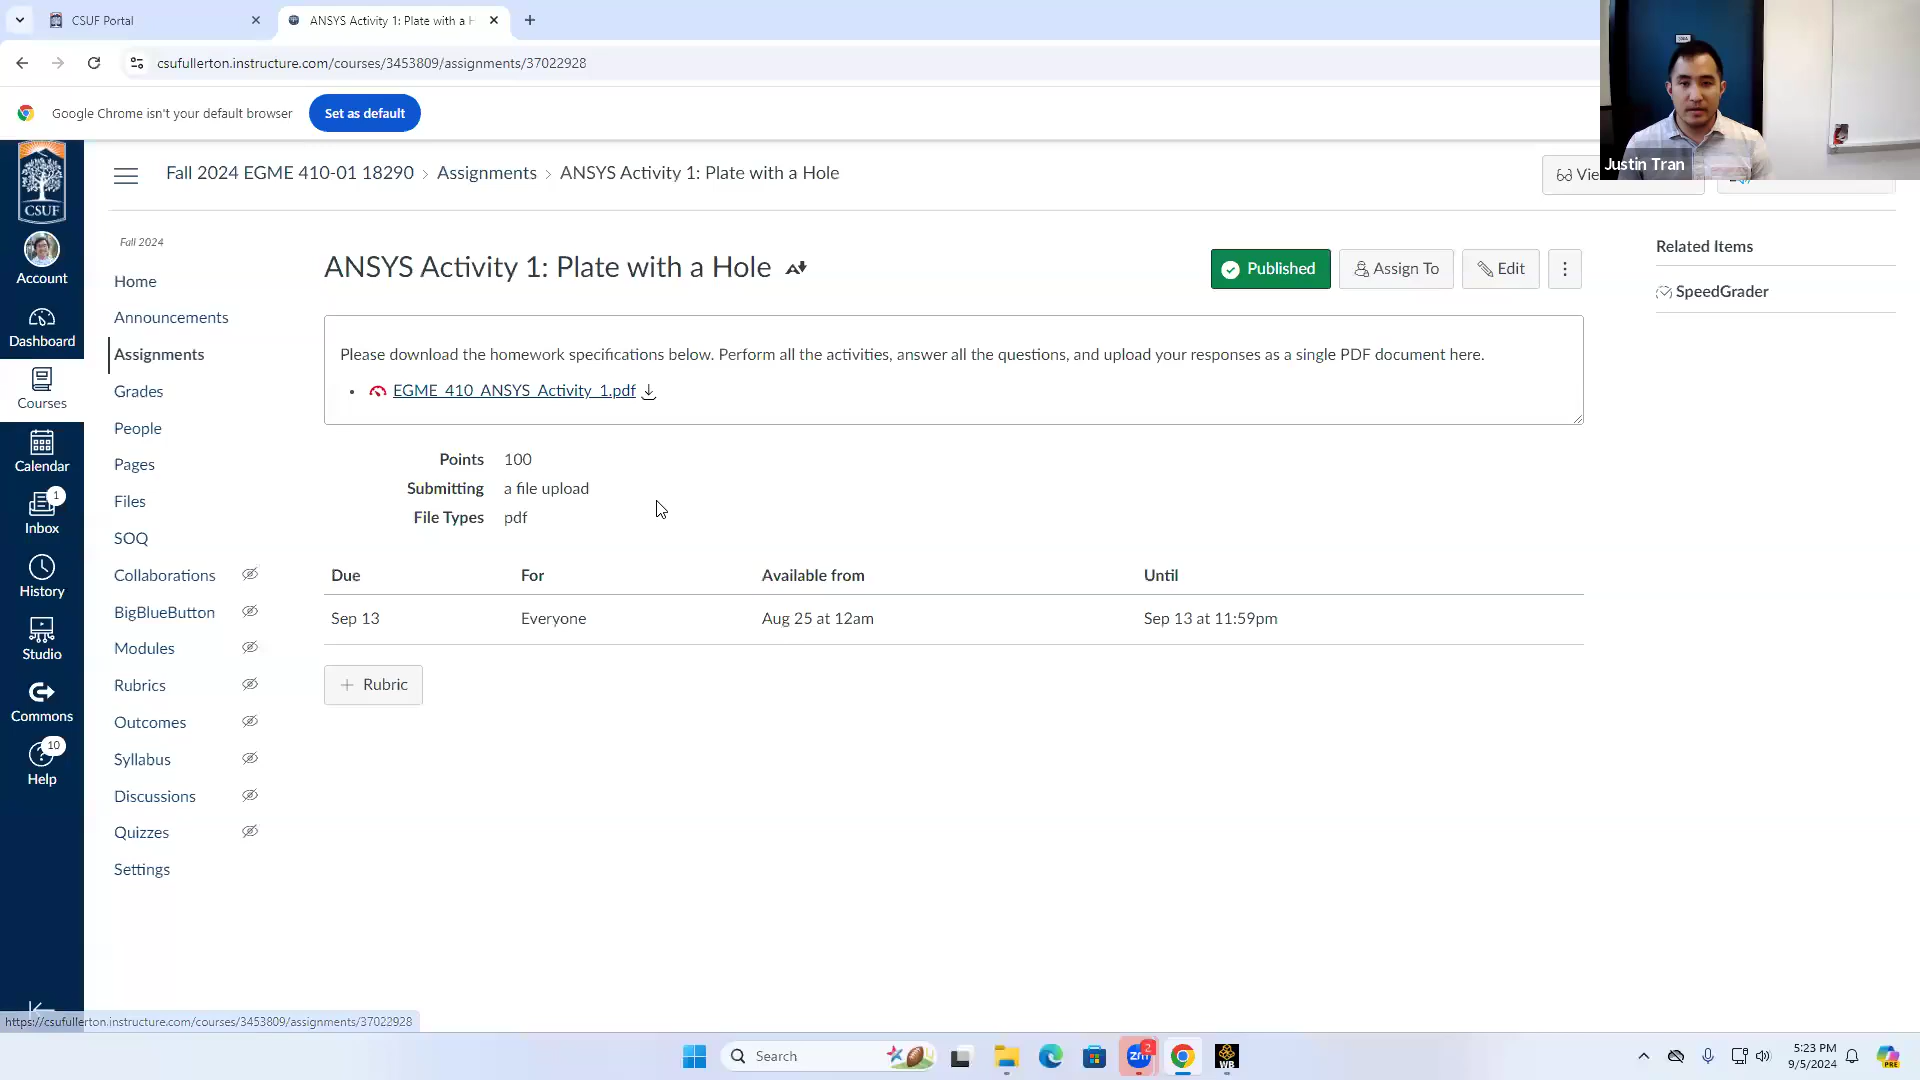 CSUF Portal
ANSYS Activity 1: Plate with a H
csufullerton.instructure.com/courses/3453809/assignments/37022928
Google Chrome isn't your default browser
Set as default
Justin Tran
CSUF
Account
Dashboard
Courses
Calendar
1
Inbox
History
Studio
Commons
10
Help
Fall 2024 EGME 410-01 18290 › Assignments › ANSYS Activity 1: Plate with a Hole
Vie
Fall 2024
Home
Announcements
Assignments
Grades
People
Pages
Files
SOQ
Collaborations
BigBlueButton
Modules
Rubrics
Outcomes
Syllabus
Discussions
Quizzes
Settings
ANSYS Activity 1: Plate with a Hole
Published
Assign To
Edit
Please download the homework specifications below. Perform all the activities, answer all the questions, and upload your responses as a single PDF document here.
EGME_410_ANSYS_Activity_1.pdf
Points 100
Submitting a file upload
File Types pdf
Due For Available from Until
Sep 13 Everyone Aug 25 at 12am Sep 13 at 11:59pm
+ Rubric
Related Items
SpeedGrader
https://csufullerton.instructure.com/courses/3453809/assignments/37022928
Search
zm
2
WB
5:23 PM
9/5/2024
PRE